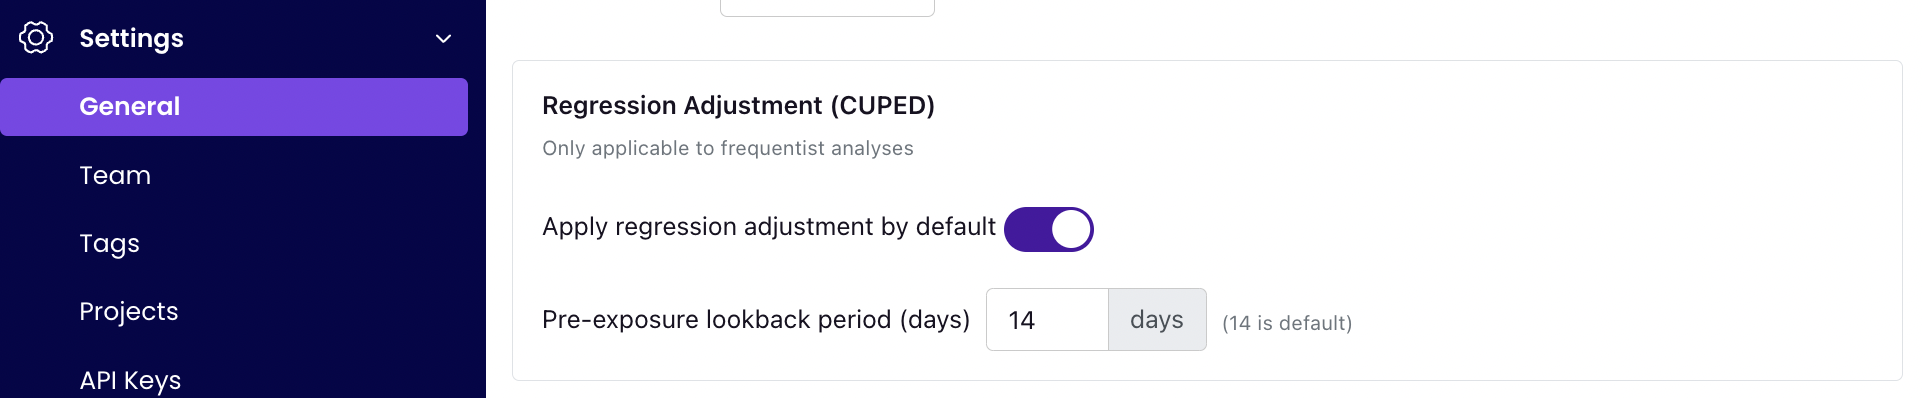 Settings
General
Team
Tags
Projects
API Keys
Regression Adjustment (CUPED)
Only applicable to frequentist analyses
Apply regression adjustment by default
Pre-exposure lookback period (days) 14 days (14 is default)